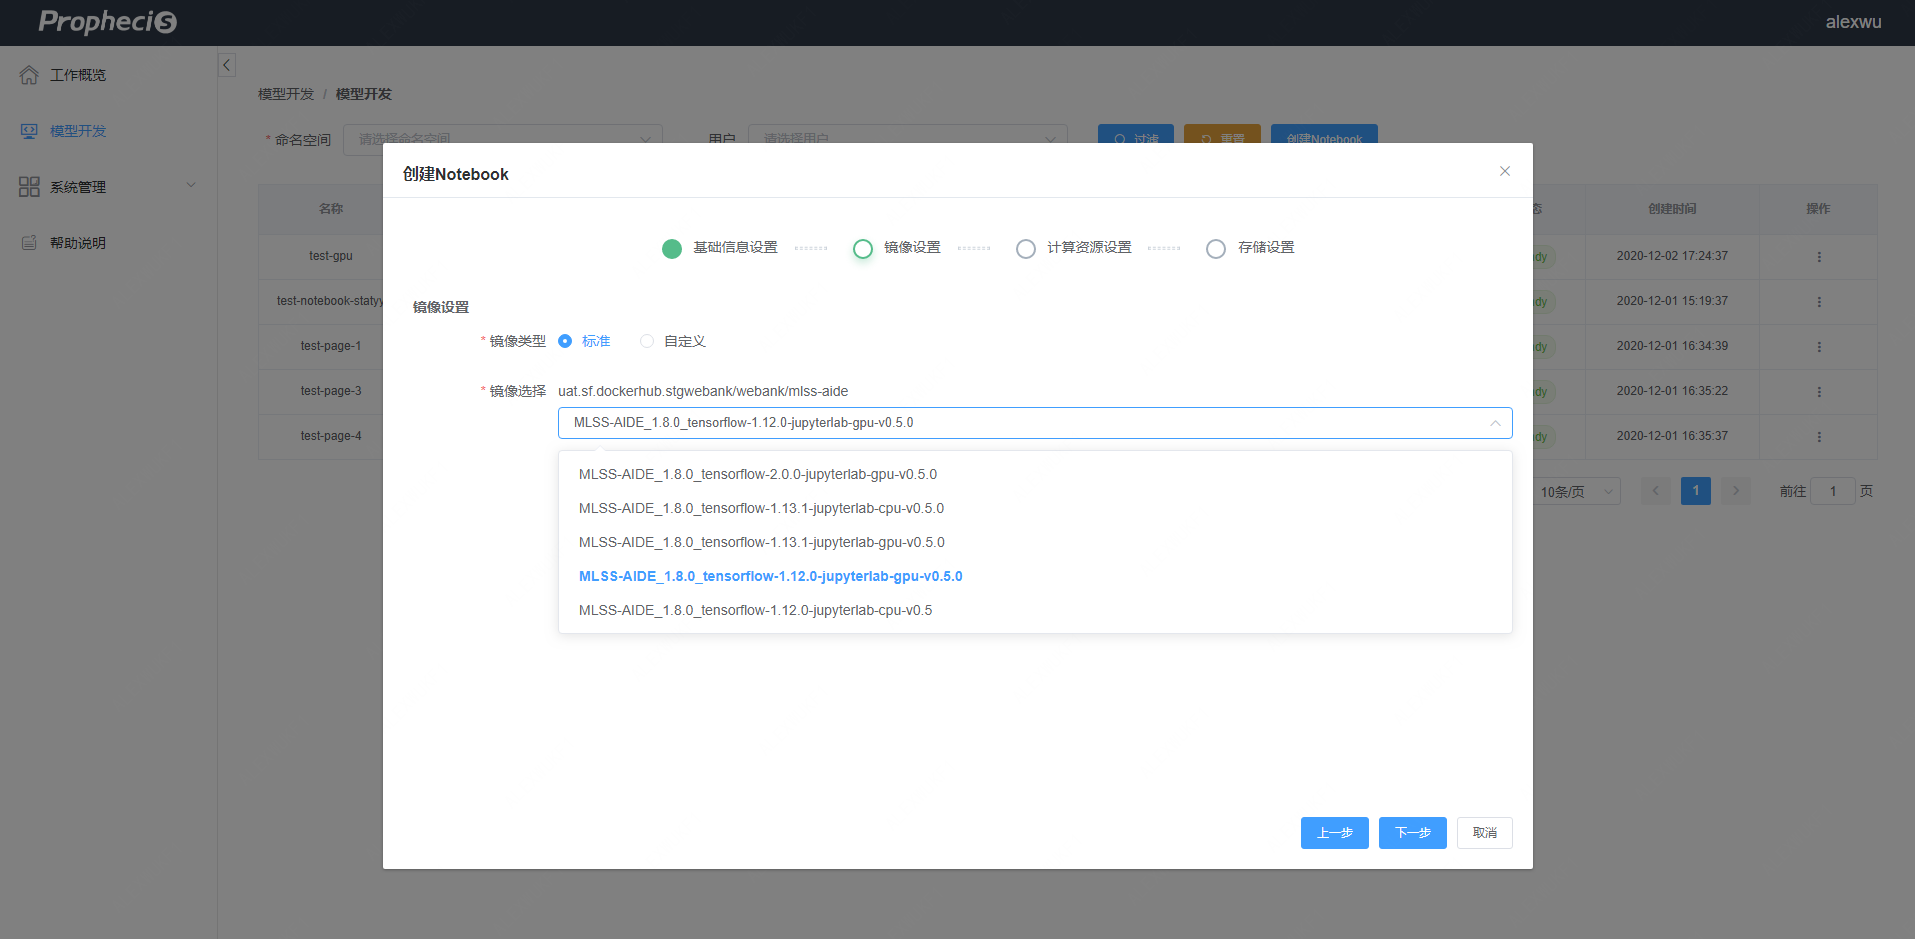 PropheciS
alexwu
工作概览
模型开发
系统管理
帮助说明
模型开发 / 模型开发
* 命名空间 请选择命名空间 用户 请选择用户 过滤 重置 创建Notebook
名称 态 创建时间 操作
test-gpu dy 2020-12-02 17:24:37
test-notebook-statyy dy 2020-12-01 15:19:37
test-page-1 dy 2020-12-01 16:34:39
test-page-3 dy 2020-12-01 16:35:22
test-page-4 dy 2020-12-01 16:35:37
10条/页 1 前往 1 页
创建Notebook
基础信息设置 镜像设置 计算资源设置 存储设置
镜像设置
* 镜像类型 标准 自定义
* 镜像选择 uat.sf.dockerhub.stgwebank/webank/mlss-aide
MLSS-AIDE_1.8.0_tensorflow-1.12.0-jupyterlab-gpu-v0.5.0
MLSS-AIDE_1.8.0_tensorflow-2.0.0-jupyterlab-gpu-v0.5.0
MLSS-AIDE_1.8.0_tensorflow-1.13.1-jupyterlab-cpu-v0.5.0
MLSS-AIDE_1.8.0_tensorflow-1.13.1-jupyterlab-gpu-v0.5.0
MLSS-AIDE_1.8.0_tensorflow-1.12.0-jupyterlab-gpu-v0.5.0
MLSS-AIDE_1.8.0_tensorflow-1.12.0-jupyterlab-cpu-v0.5
上一步 下一步 取消